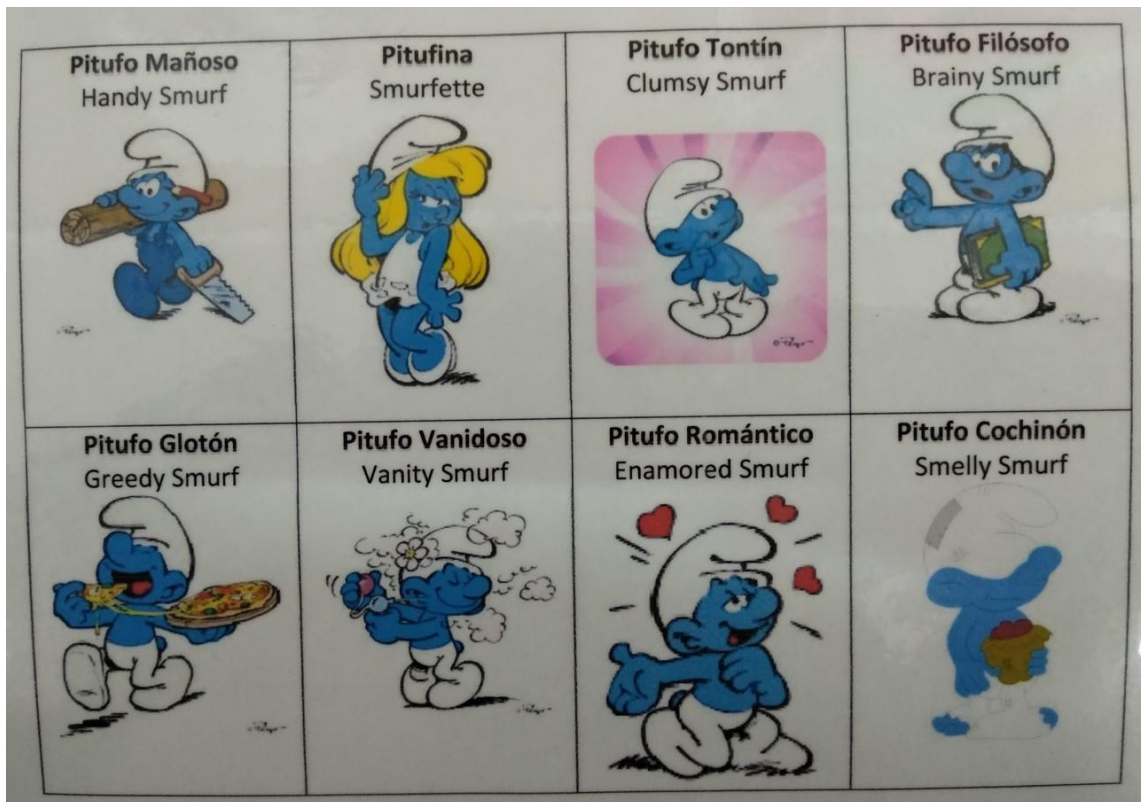 Pitufo Mañoso
Handy Smurf
Pitufina
Smurfette
Pitufo Tontín
Clumsy Smurf
Pitufo Filósofo
Brainy Smurf
Pitufo Glotón
Greedy Smurf
Pitufo Vanidoso
Vanity Smurf
Pitufo Romántico
Enamored Smurf
Pitufo Cochinón
Smelly Smurf